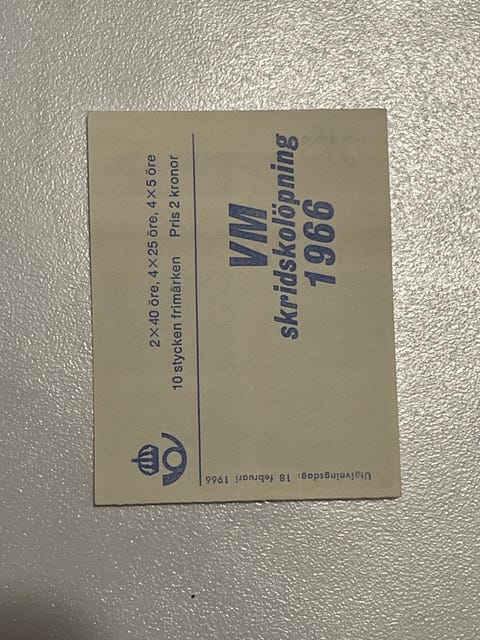 2 × 40 öre, 4 × 25 öre, 4 × 5 öre
10 stycken frimärken Pris 2 kronor
VM
skridskolöpning
1966
Utgivningsdag: 18 februari 1966